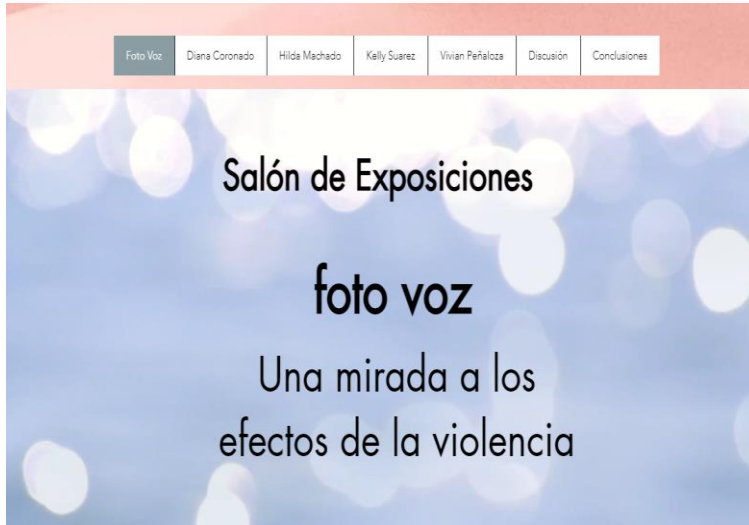 Foto Voz Diana Coronado Hilda Machado Kelly Suarez Vivian Peñaloza Discusión Conclusiones
Salón de Exposiciones
foto voz
Una mirada a los
efectos de la violencia